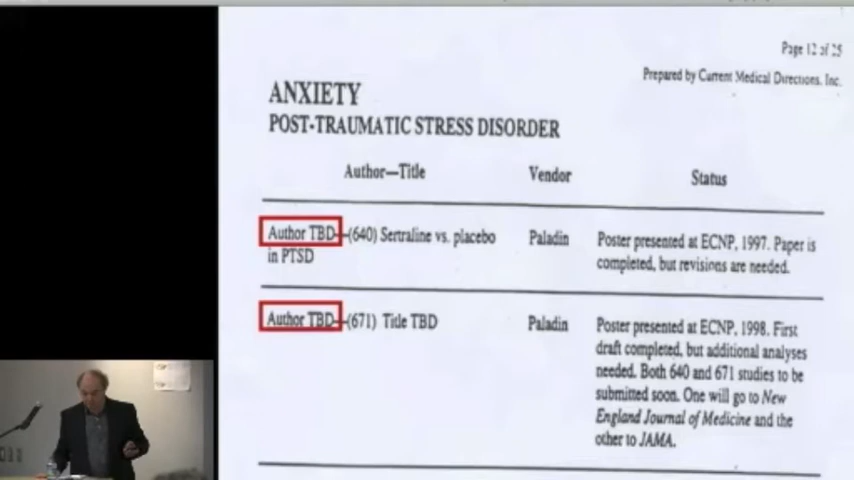 Page 12 of 25
Prepared by Current Medical Directions, Inc.
ANXIETY
POST-TRAUMATIC STRESS DISORDER
Author—Title Vendor Status
Author TBD—(640) Sertraline vs. placebo
in PTSD
Paladin
Poster presented at ECNP, 1997. Paper is
completed, but revisions are needed.
Author TBD—(671) Title TBD
Paladin
Poster presented at ECNP, 1998. First
draft completed, but additional analyses
needed. Both 640 and 671 studies to be
submitted soon. One will go to New
England Journal of Medicine and the
other to JAMA.